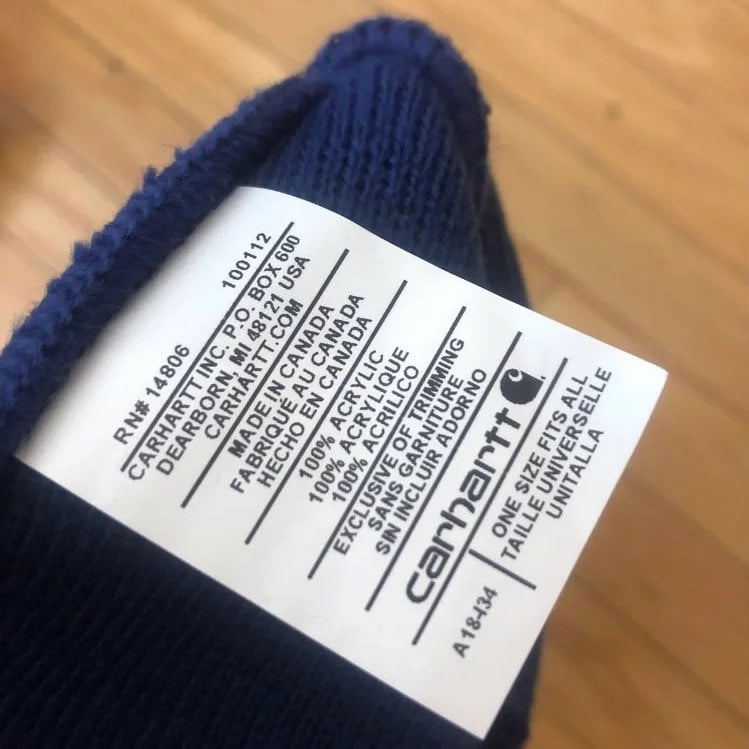 RN# 14806 100112
CARHARTT INC, P.O. BOX 600
DEARBORN, MI, 48121 USA
CARHARTT.COM
MADE IN CANADA
FABRIQUÉ AU CANADA
HECHO EN CANADA
100% ACRYLIC
100% ACRYLIQUE
100% ACRILICO
EXCLUSIVE OF TRIMMING
SANS GARNITURE
SIN INCLUIR ADORNO
carhartt
A18-I34
ONE SIZE FITS ALL
TAILLE UNIVERSELLE
UNITALLA